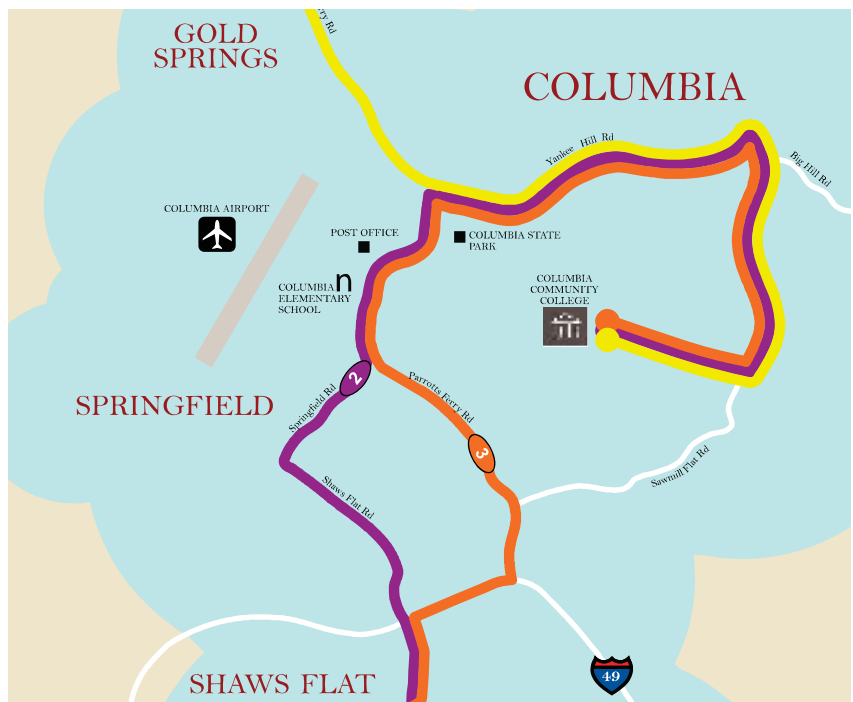 rry Rd
GOLD
SPRINGS
COLUMBIA
Yankee Hill Rd
Big Hill Rd
COLUMBIA AIRPORT
POST OFFICE
COLUMBIA STATE
PARK
n
COLUMBIA
ELEMENTARY
SCHOOL
COLUMBIA
COMMUNITY
COLLEGE
2
Springfield Rd
Parrotts Ferry Rd
SPRINGFIELD
3
Sawmill Flat Rd
Shaws Flat Rd
SHAWS FLAT
49